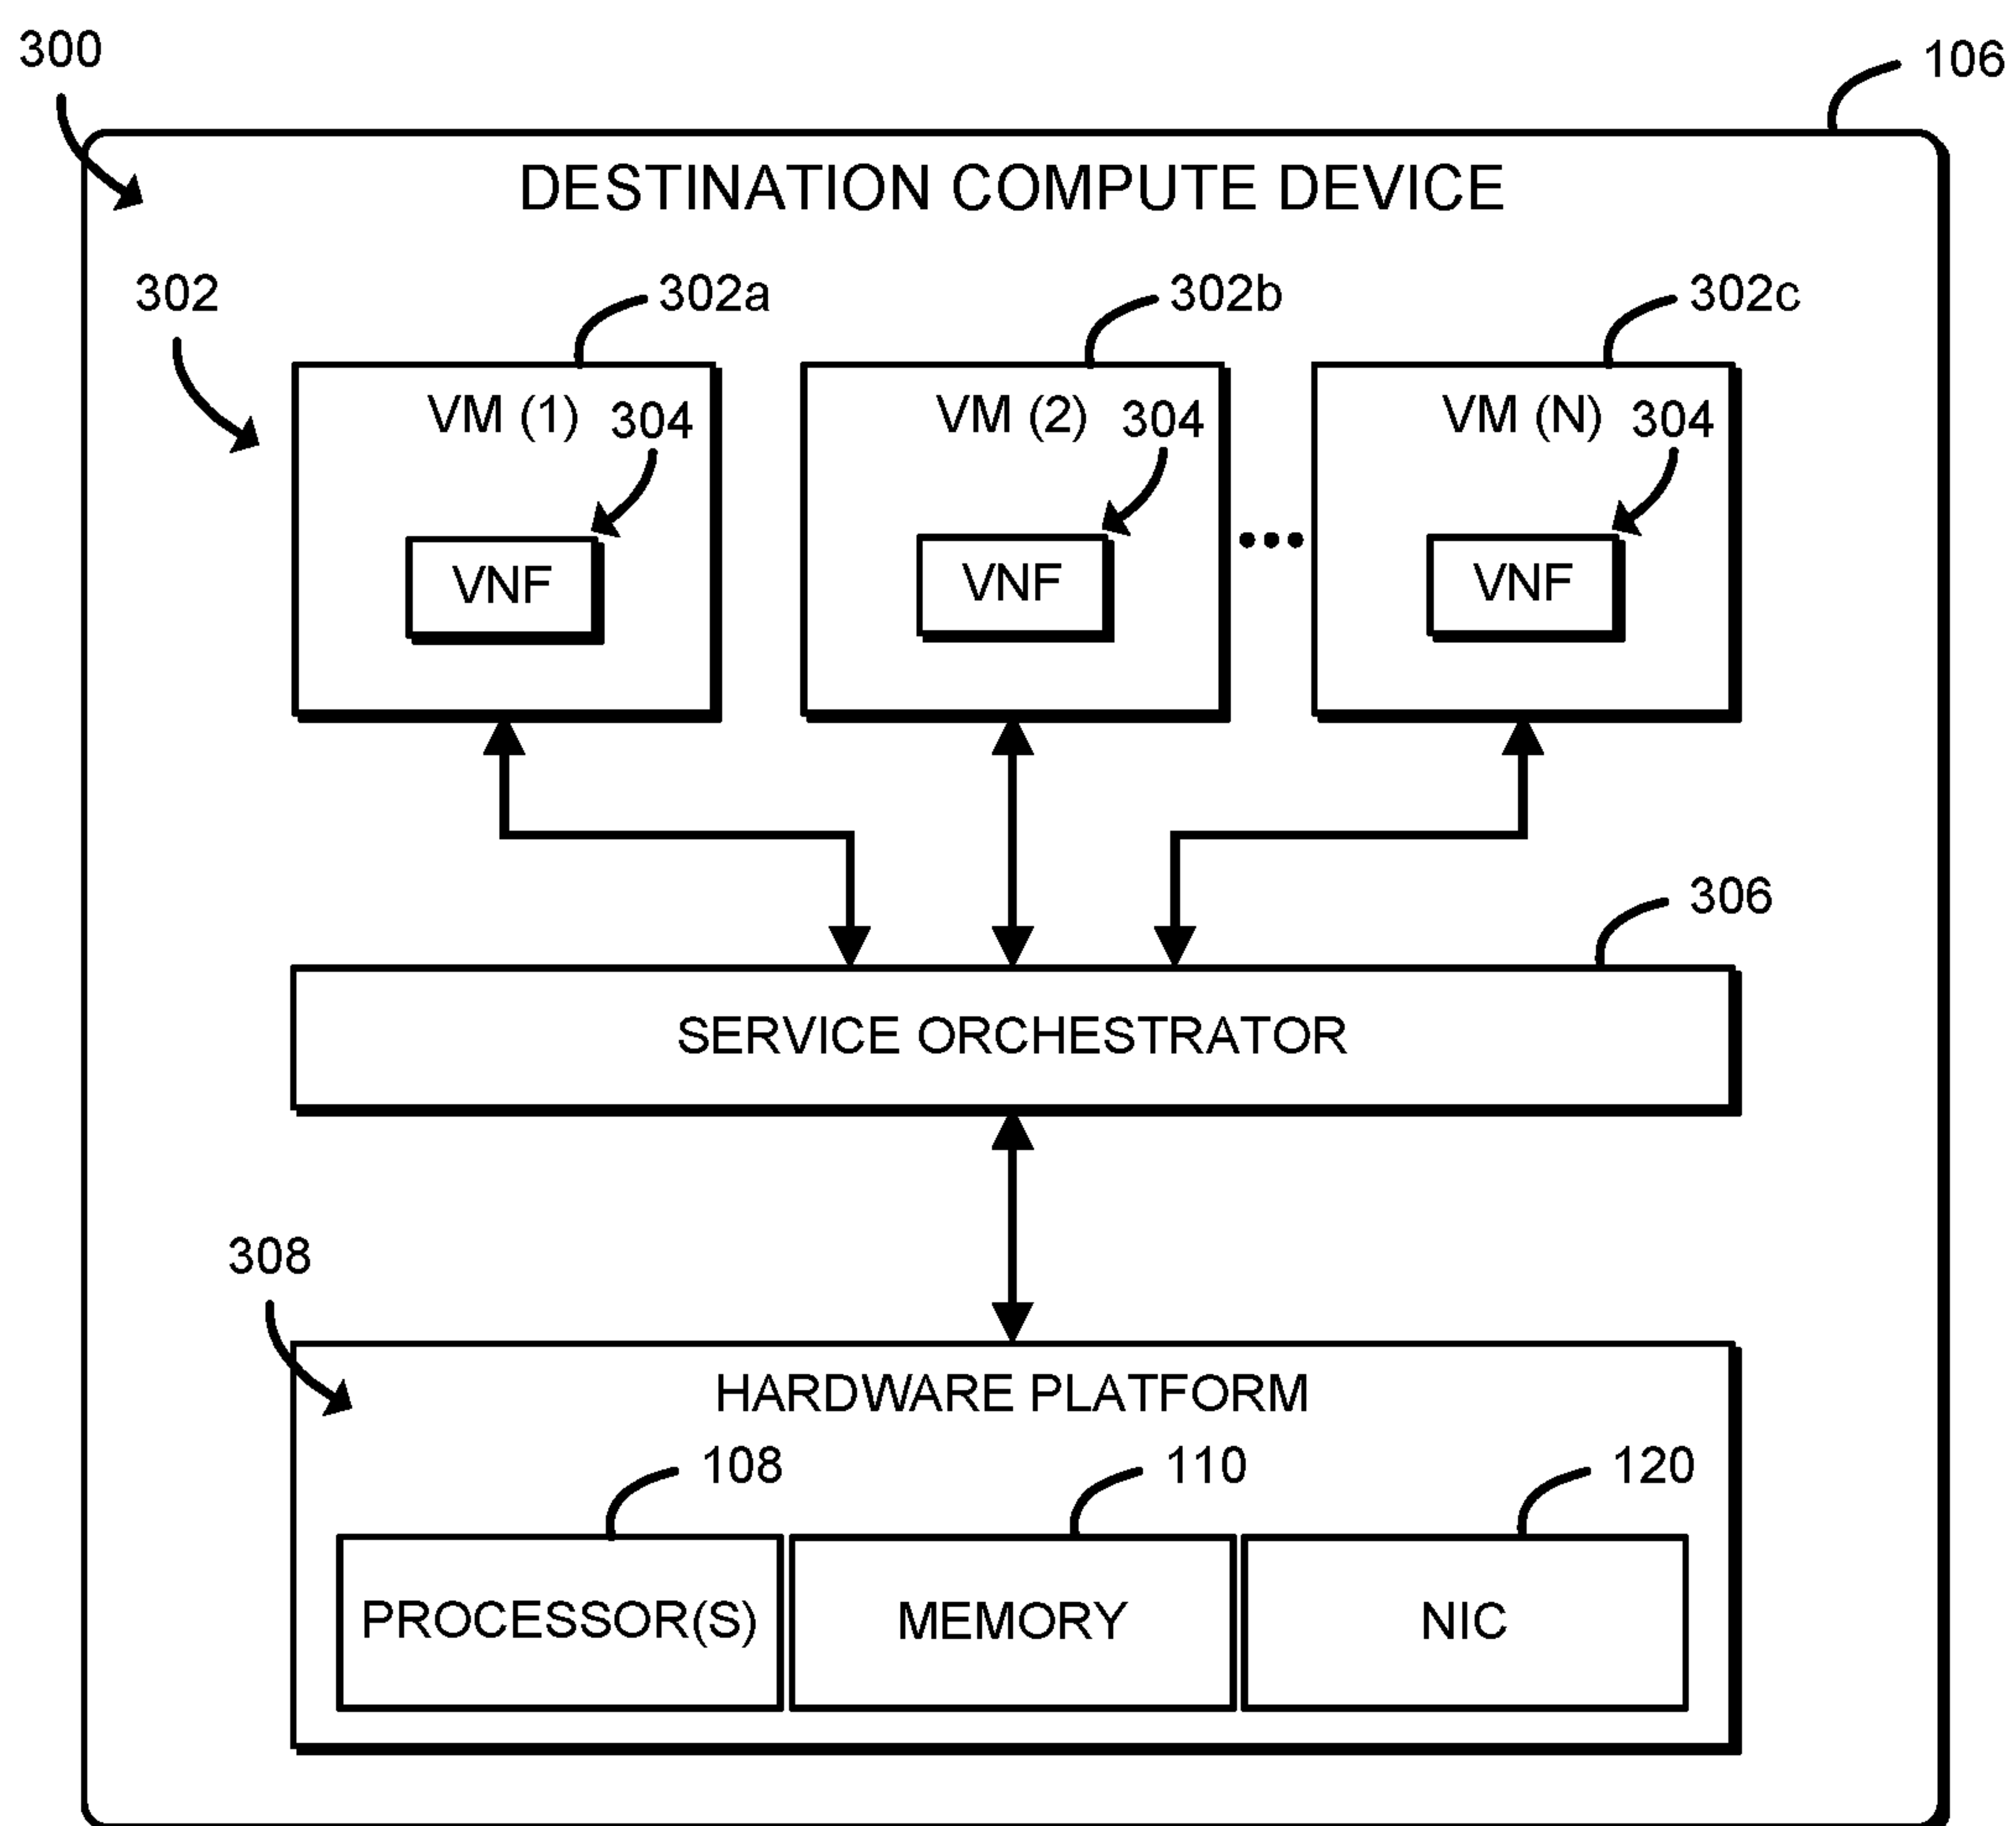 300
106
DESTINATION COMPUTE DEVICE
302
302a
302b
302c
VM (1)
304
VM (2)
304
VM (N)
304
VNF
VNF
VNF
306
SERVICE ORCHESTRATOR
308
HARDWARE PLATFORM
108
110
120
PROCESSOR(S)
MEMORY
NIC